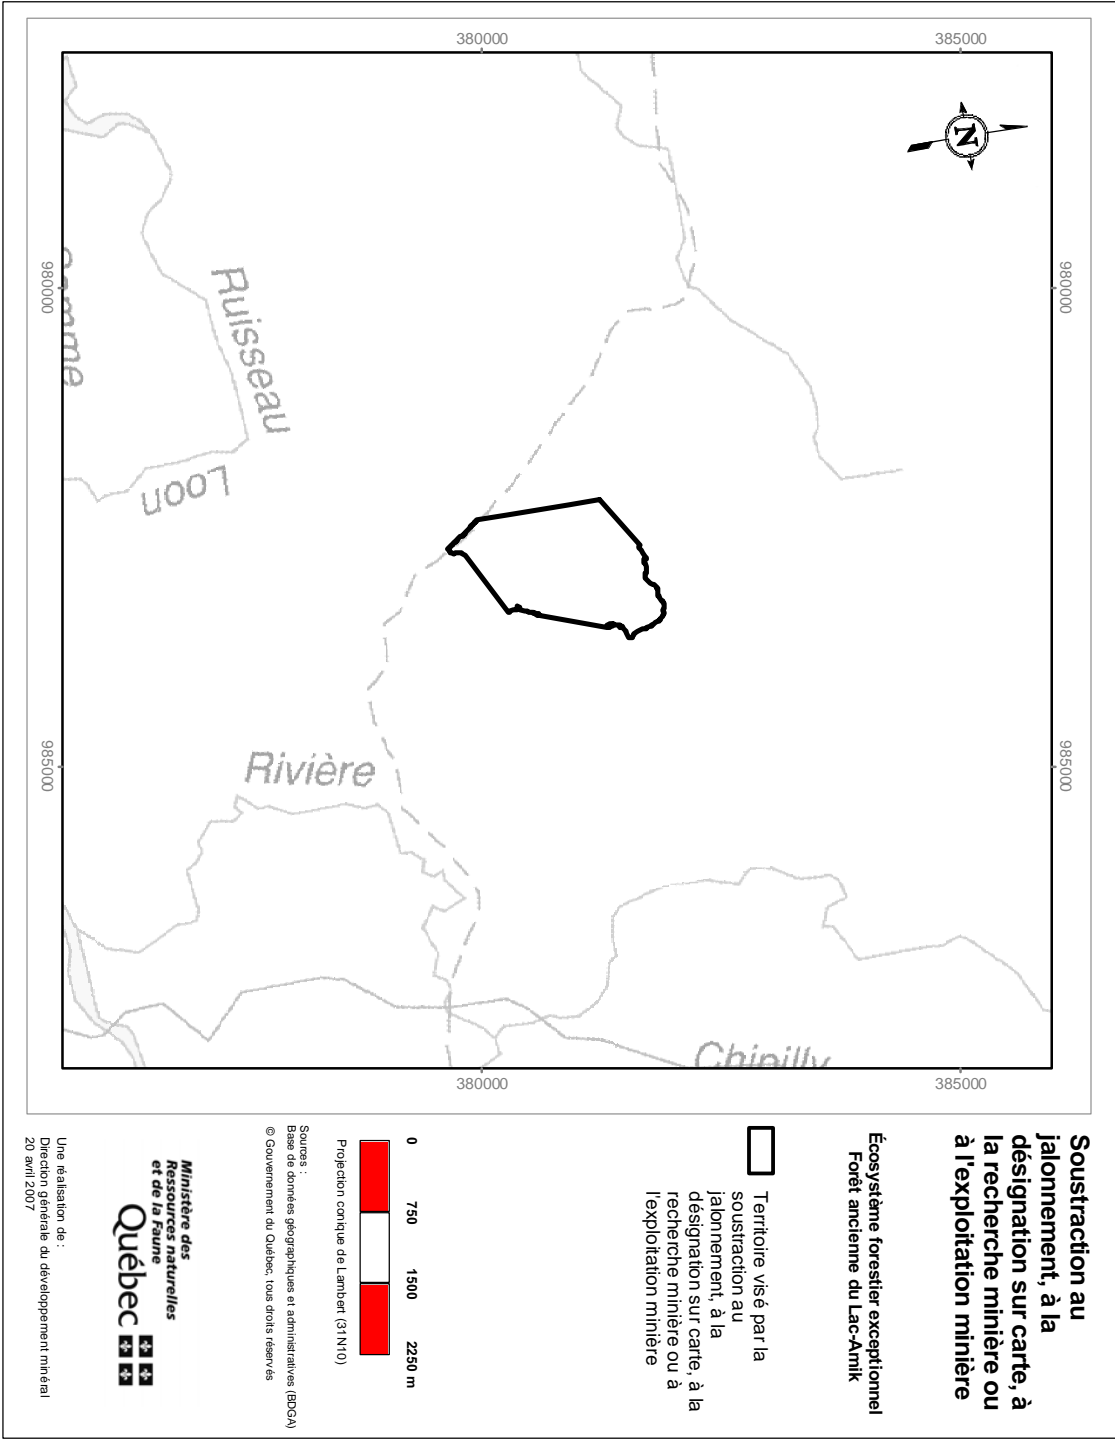 Soustraction au
jalonnement, à la
désignation sur carte, à
la recherche minière ou
à l'exploitation minière
Écosystème forestier exceptionnel
Forêt ancienne du Lac-Amik
Territoire visé par la
soustraction au
jalonnement, à la
désignation sur carte, à la
recherche minière ou à
l'exploitation minière
0 750 1500 2250 m
Projection conique de Lambert (31N10)
Sources :
Base de données géographiques et administratives (BDGA)
© Gouvernement du Québec, tous droits réservés
Ministère des
Ressources naturelles
et de la Faune
Québec
Une réalisation de :
Direction générale du développement minéral
20 avril 2007
380000
385000
980000
985000
N
Ruisseau
Loon
Rivière
Chipilly
980000
985000
380000
385000